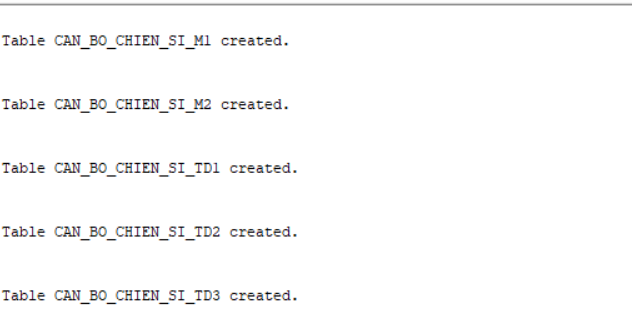 Table CAN_BO_CHIEN_SI_M1 created.
Table CAN_BO_CHIEN_SI_M2 created.
Table CAN_BO_CHIEN_SI_TD1 created.
Table CAN_BO_CHIEN_SI_TD2 created.
Table CAN_BO_CHIEN_SI_TD3 created.